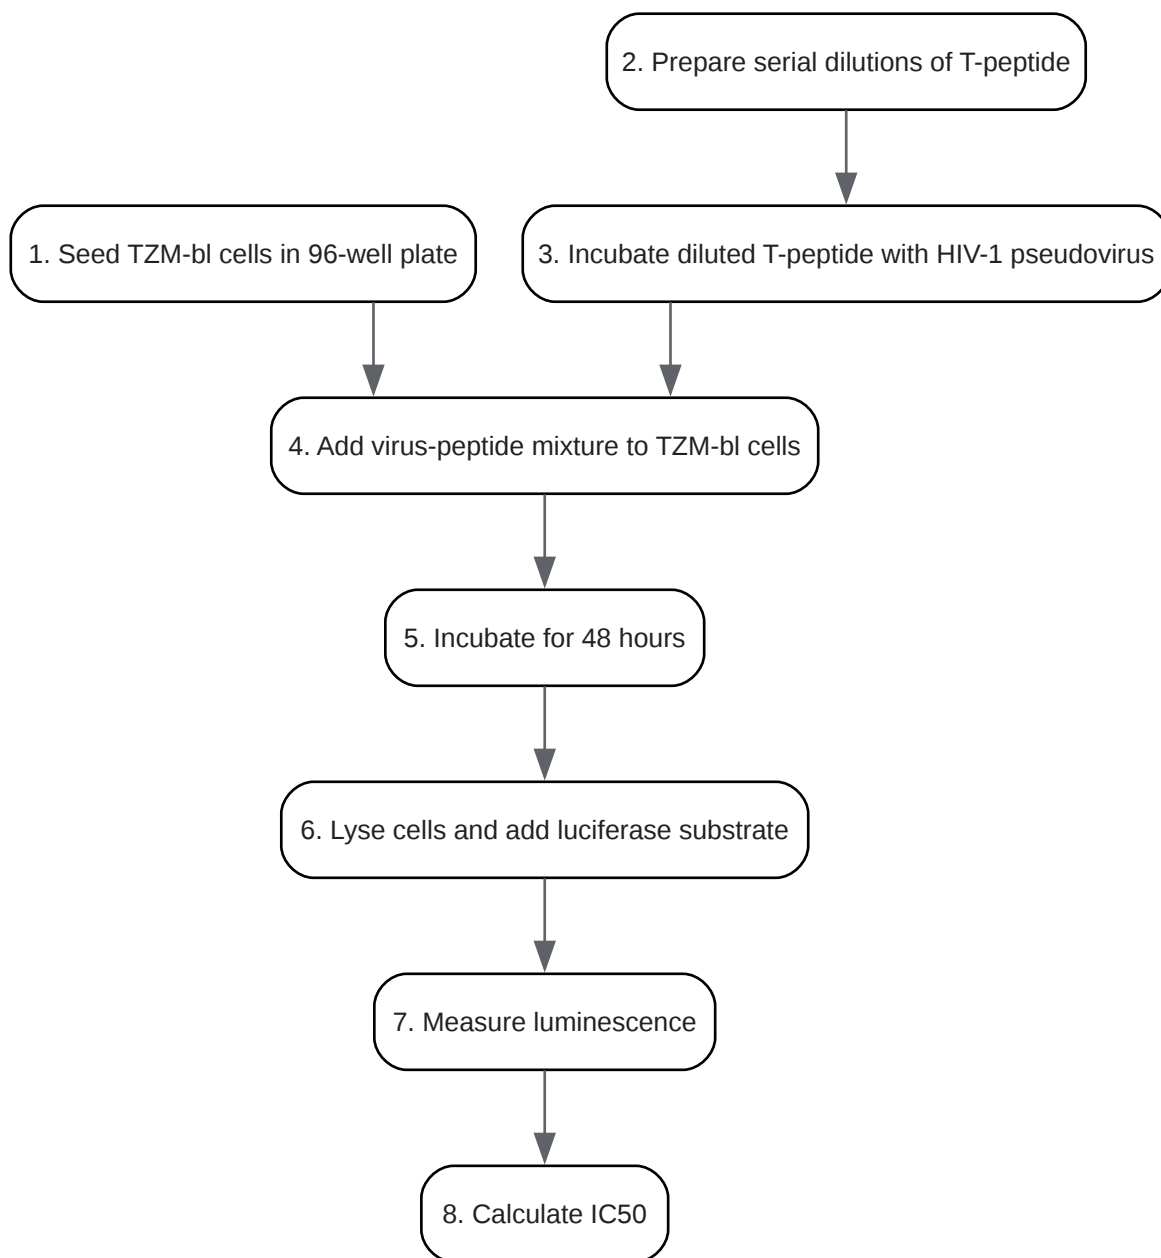 2. Prepare serial dilutions of T-peptide
1. Seed TZM-bl cells in 96-well plate
3. Incubate diluted T-peptide with HIV-1 pseudovirus
4. Add virus-peptide mixture to TZM-bl cells
5. Incubate for 48 hours
6. Lyse cells and add luciferase substrate
7. Measure luminescence
8. Calculate IC50